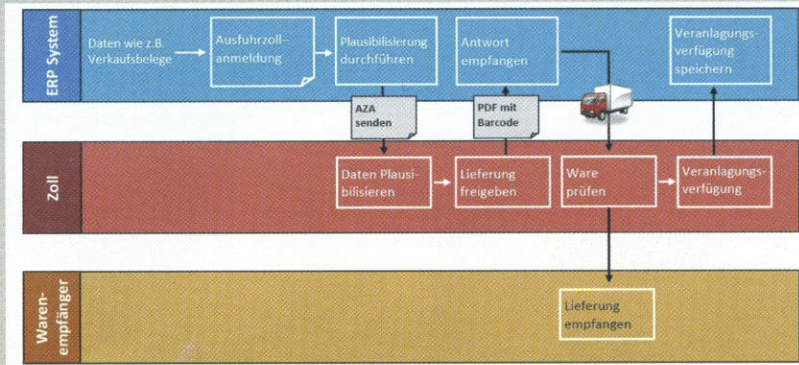 ERP System
Daten wie z.B.
Verkaufsbelege
Ausfuhrzoll-
anmeldung
Plausibilisierung
durchführen
Antwort
empfangen
Veranlagungs-
verfügung
speichern
AZA
senden
PDF mit
Barcode
Zoll
Daten Plausi-
bilisieren
Lieferung
freigeben
Ware
prüfen
Veranlagungs-
verfügung
Waren-
empfänger
Lieferung
empfangen